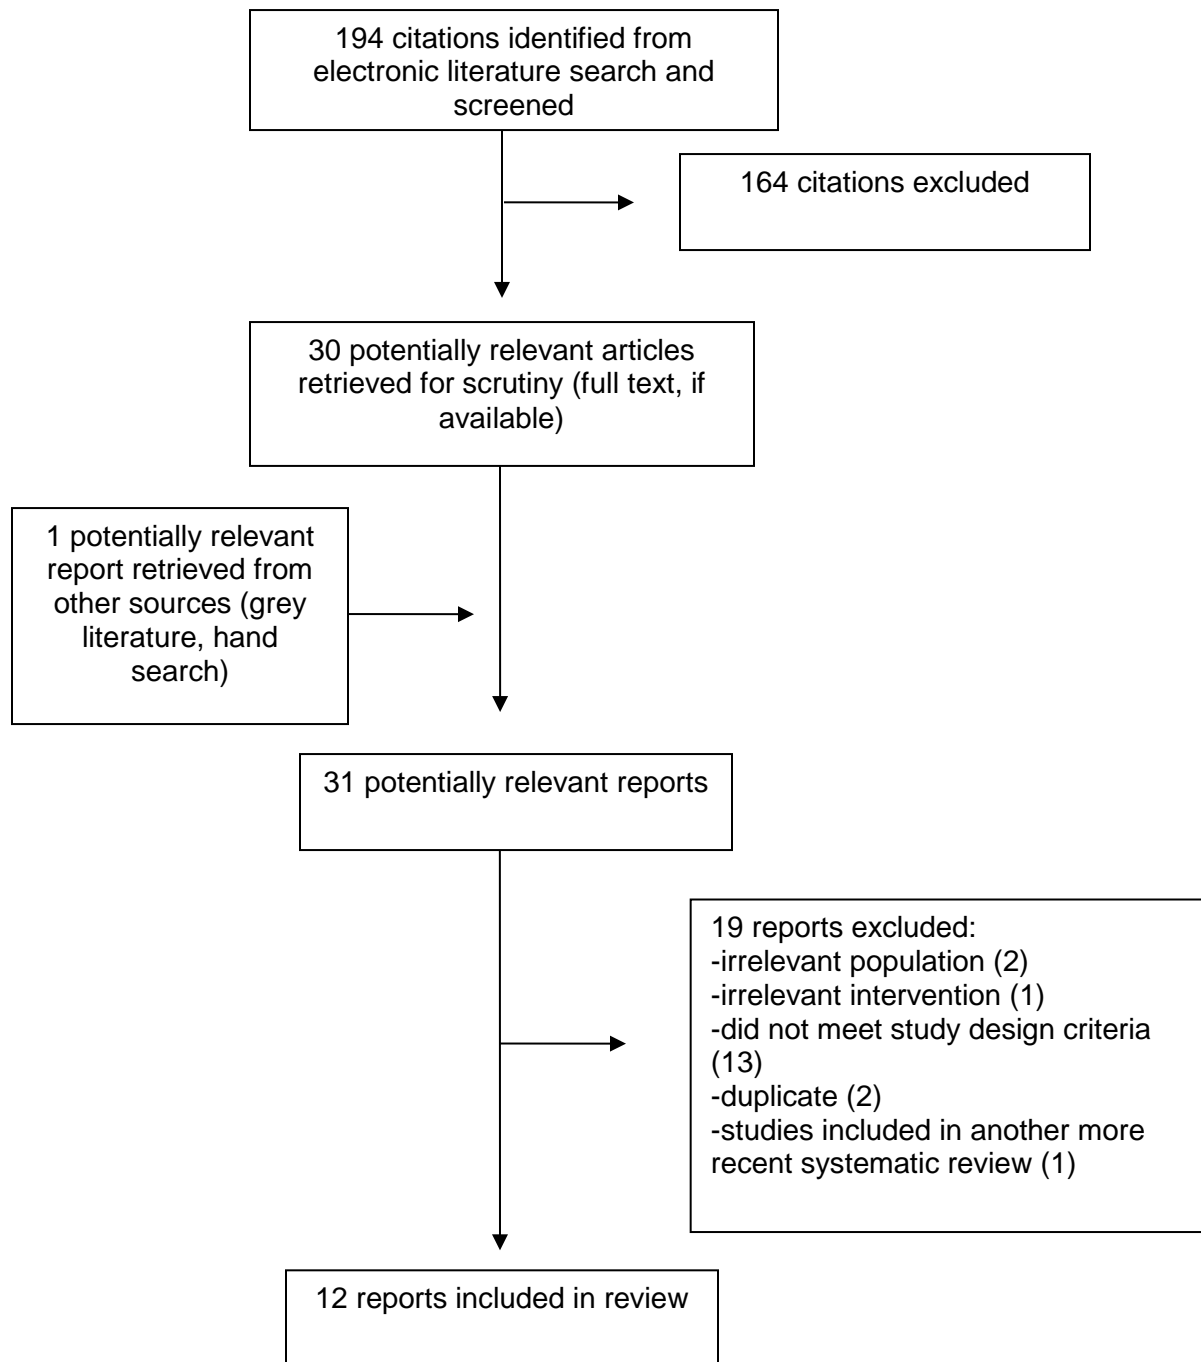 194 citations identified from
electronic literature search and
screened
164 citations excluded
30 potentially relevant articles
retrieved for scrutiny (full text, if
available)
1 potentially relevant
report retrieved from
other sources (grey
literature, hand
search)
31 potentially relevant reports
19 reports excluded:
-irrelevant population (2)
-irrelevant intervention (1)
-did not meet study design criteria
(13)
-duplicate (2)
-studies included in another more
recent systematic review (1)
12 reports included in review